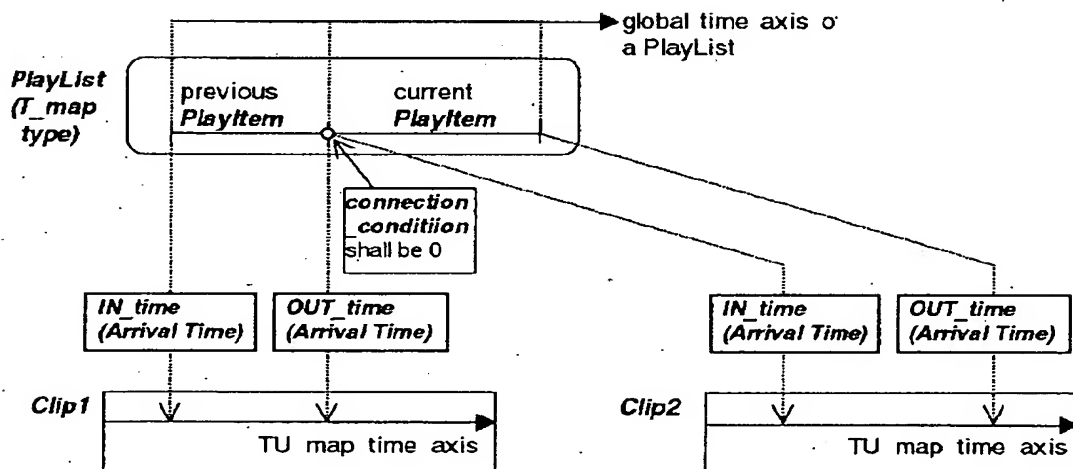 global time axis o
a PlayList
PlayList
(T_map
type)
previous
PlayItem
current
PlayItem
connection
_conditiion
shall be 0
IN_time
(Arrival Time)
OUT_time
(Arrival Time)
IN_time
(Arrival Time)
OUT_time
(Arrival Time)
Clip1
TU map time axis
Clip2
TU map time axis